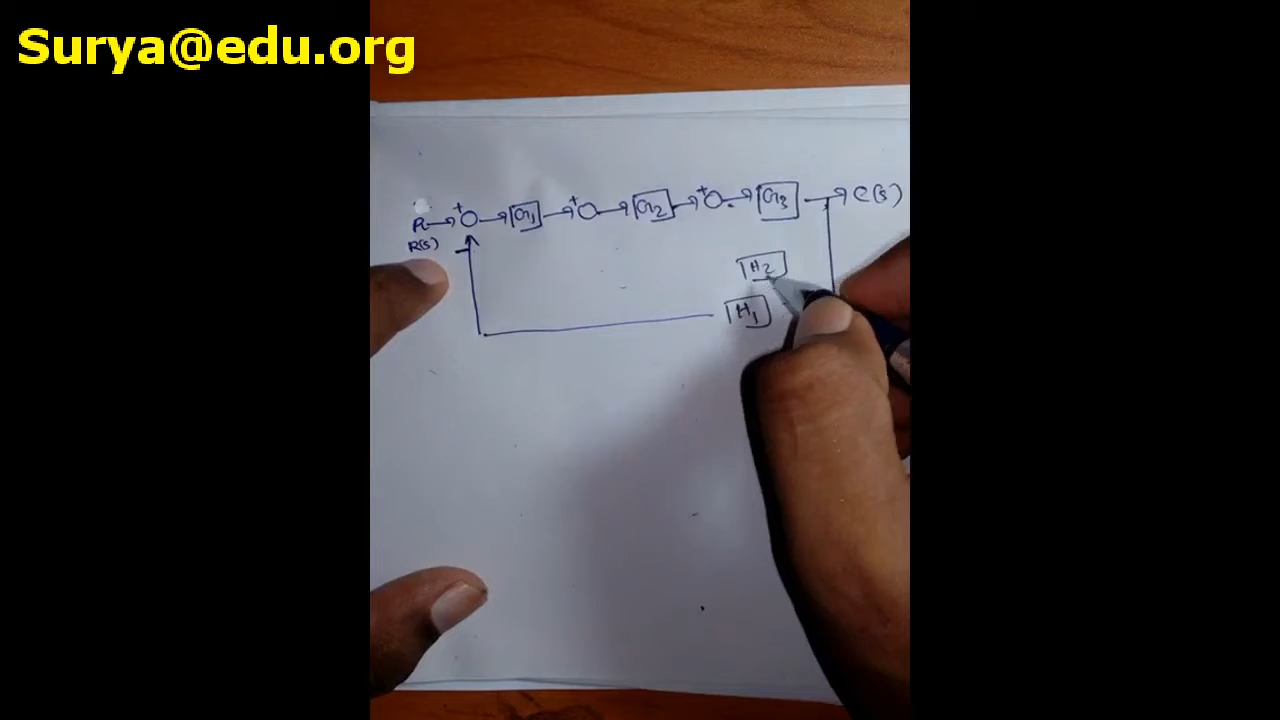 Surya@edu.org
R + G1 + G2 + G3 C(s)
R(s) -
H2
H1